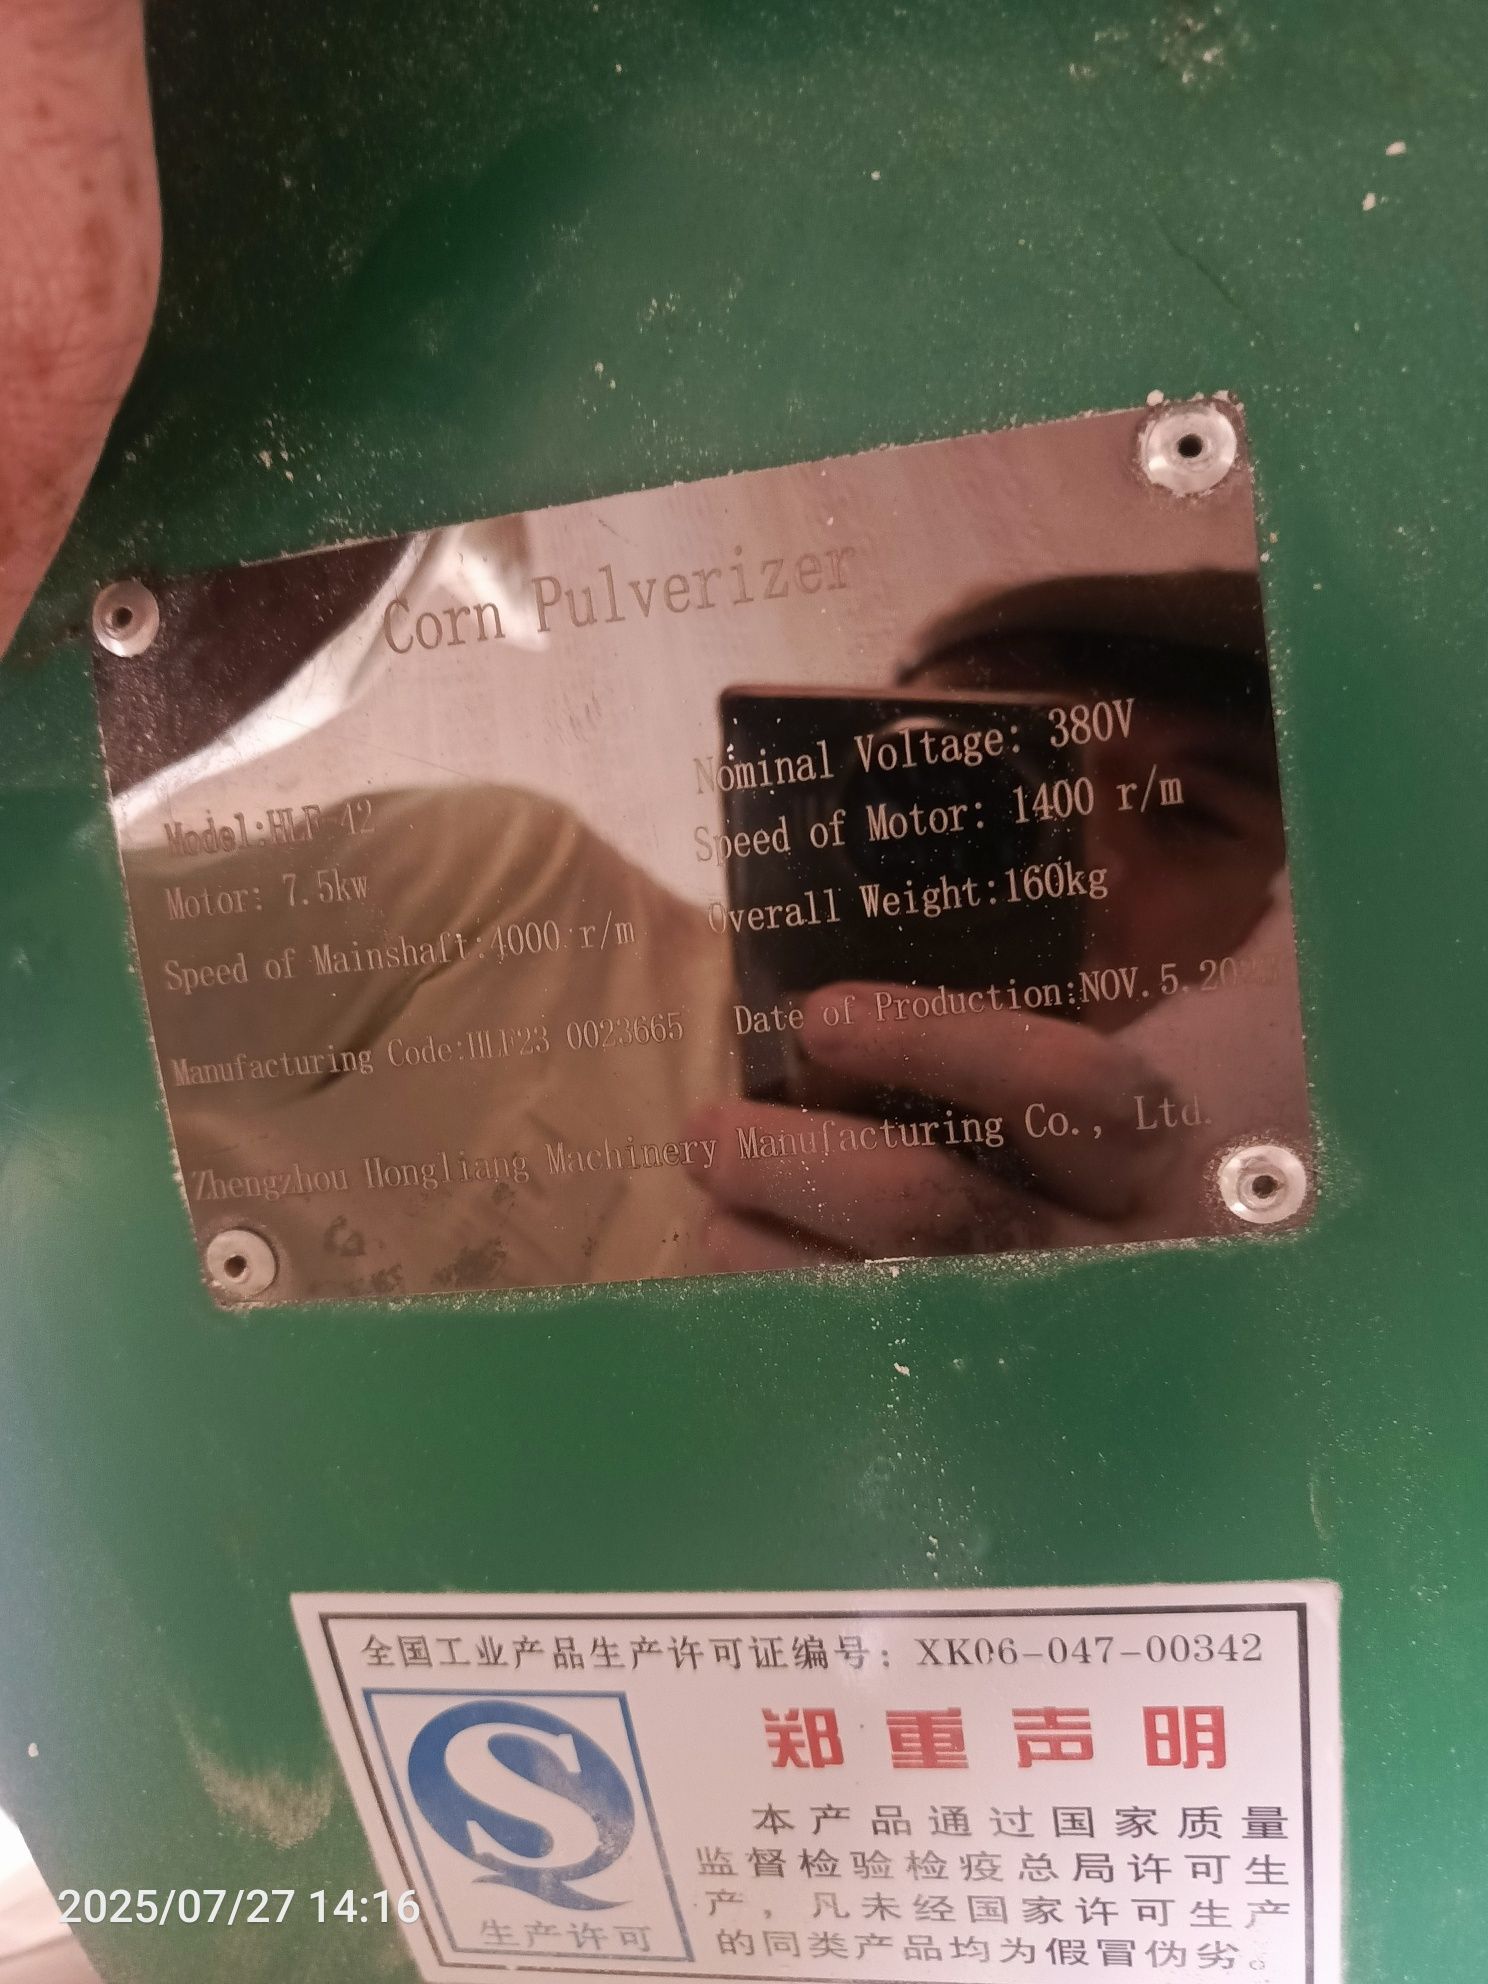 Corn Pulverizer
Model:HLF 42
Nominal Voltage: 380V
Motor: 7.5kw
Speed of Motor: 1400 r/m
Speed of Mainshaft:4000 r/m
Overall Weight:160kg
Manufacturing Code:HLF23 0023665
Date of Production:NOV.5.
Zhengzhou Hongliang Machinery Manufacturing Co., Ltd.
全国工业产品生产许可证编号：XK06-047-00342
郑重声明
本产品通过国家质量
监督检验检疫总局许可生
产，凡未经国家许可生产
的同类产品均为假冒伪劣。
生产许可
2025/07/27 14:16